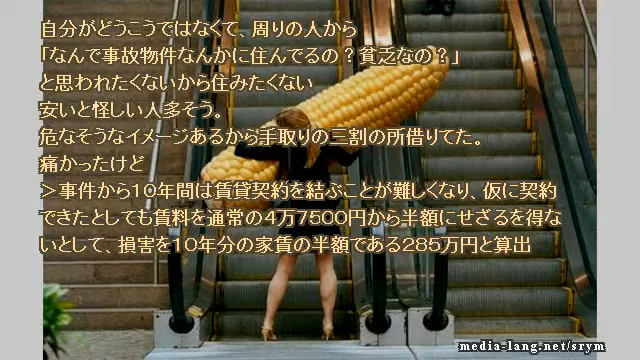 自分がどうこうではなくて、周りの人から
「なんで事故物件なんかに住んでるの？貧乏なの？」
と思われたくないから住みたくない
安いと怪しい人多そう。
危なそうなイメージあるから手取りの三割の所借りてた。
痛かったけど
＞事件から１０年間は賃貸契約を結ぶことが難しくなり、仮に契約
できたとしても賃料を通常の４万７５００円から半額にせざるを得な
いとして、損害を１０年分の家賃の半額である２８５万円と算出
media-lang.net/srym